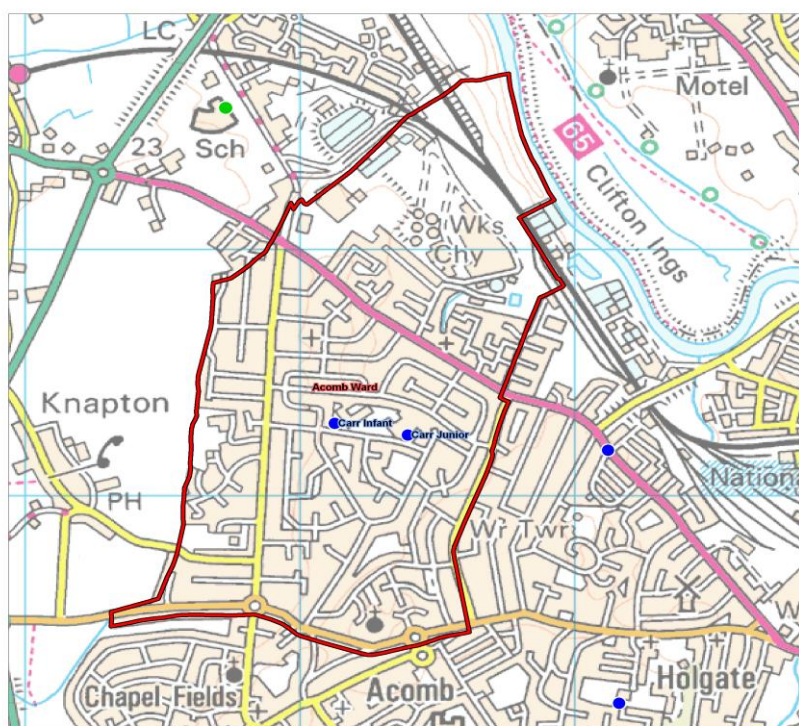 LC
Motel
65
23
Sch
Clifton Ings
Wks
Chy
Acomb Ward
Knapton
Carr Infant
Carr Junior
PH
Nationa
Wr Twr
W
Chapel Fields
Acomb
Holgate